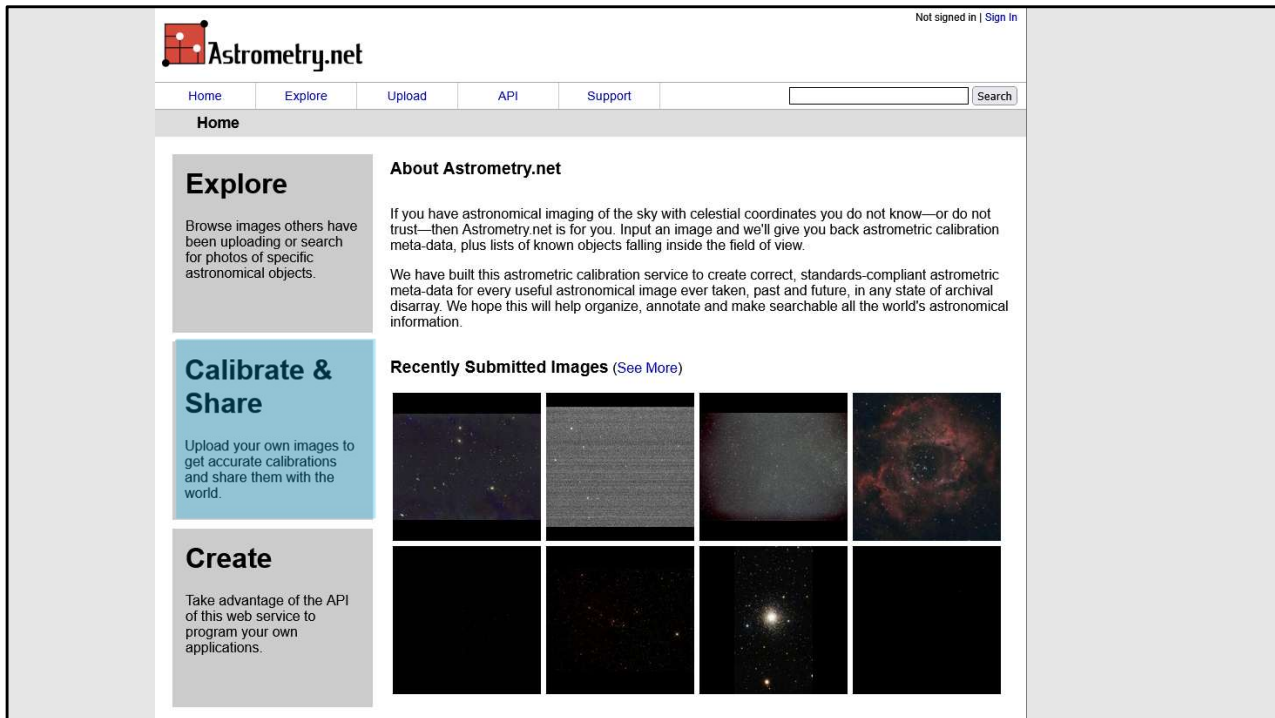 Not signed in | Sign In
Astrometry.net
Home Explore Upload API Support Search
Home
Explore
Browse images others have
been uploading or search
for photos of specific
astronomical objects.
Calibrate &
Share
Upload your own images to
get accurate calibrations
and share them with the
world.
Create
Take advantage of the API
of this web service to
program your own
applications.
About Astrometry.net
If you have astronomical imaging of the sky with celestial coordinates you do not know—or do not
trust—then Astrometry.net is for you. Input an image and we'll give you back astrometric calibration
meta-data, plus lists of known objects falling inside the field of view.
We have built this astrometric calibration service to create correct, standards-compliant astrometric
meta-data for every useful astronomical image ever taken, past and future, in any state of archival
disarray. We hope this will help organize, annotate and make searchable all the world's astronomical
information.
Recently Submitted Images (See More)